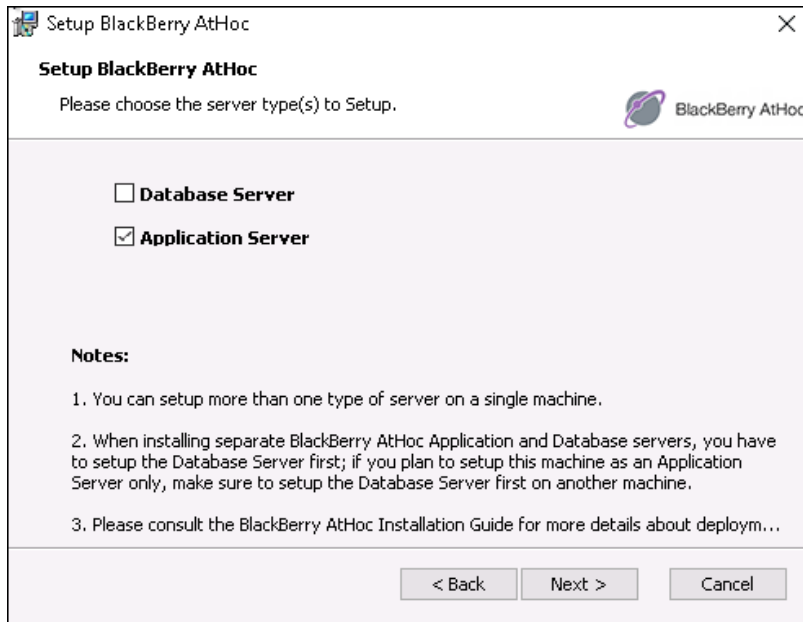 Setup BlackBerry AtHoc
Setup BlackBerry AtHoc
Please choose the server type(s) to Setup.
BlackBerry AtHoc
Database Server
Application Server
Notes:
1. You can setup more than one type of server on a single machine.
2. When installing separate BlackBerry AtHoc Application and Database servers, you have
to setup the Database Server first; if you plan to setup this machine as an Application
Server only, make sure to setup the Database Server first on another machine.
3. Please consult the BlackBerry AtHoc Installation Guide for more details about deploym...
< Back
Next >
Cancel